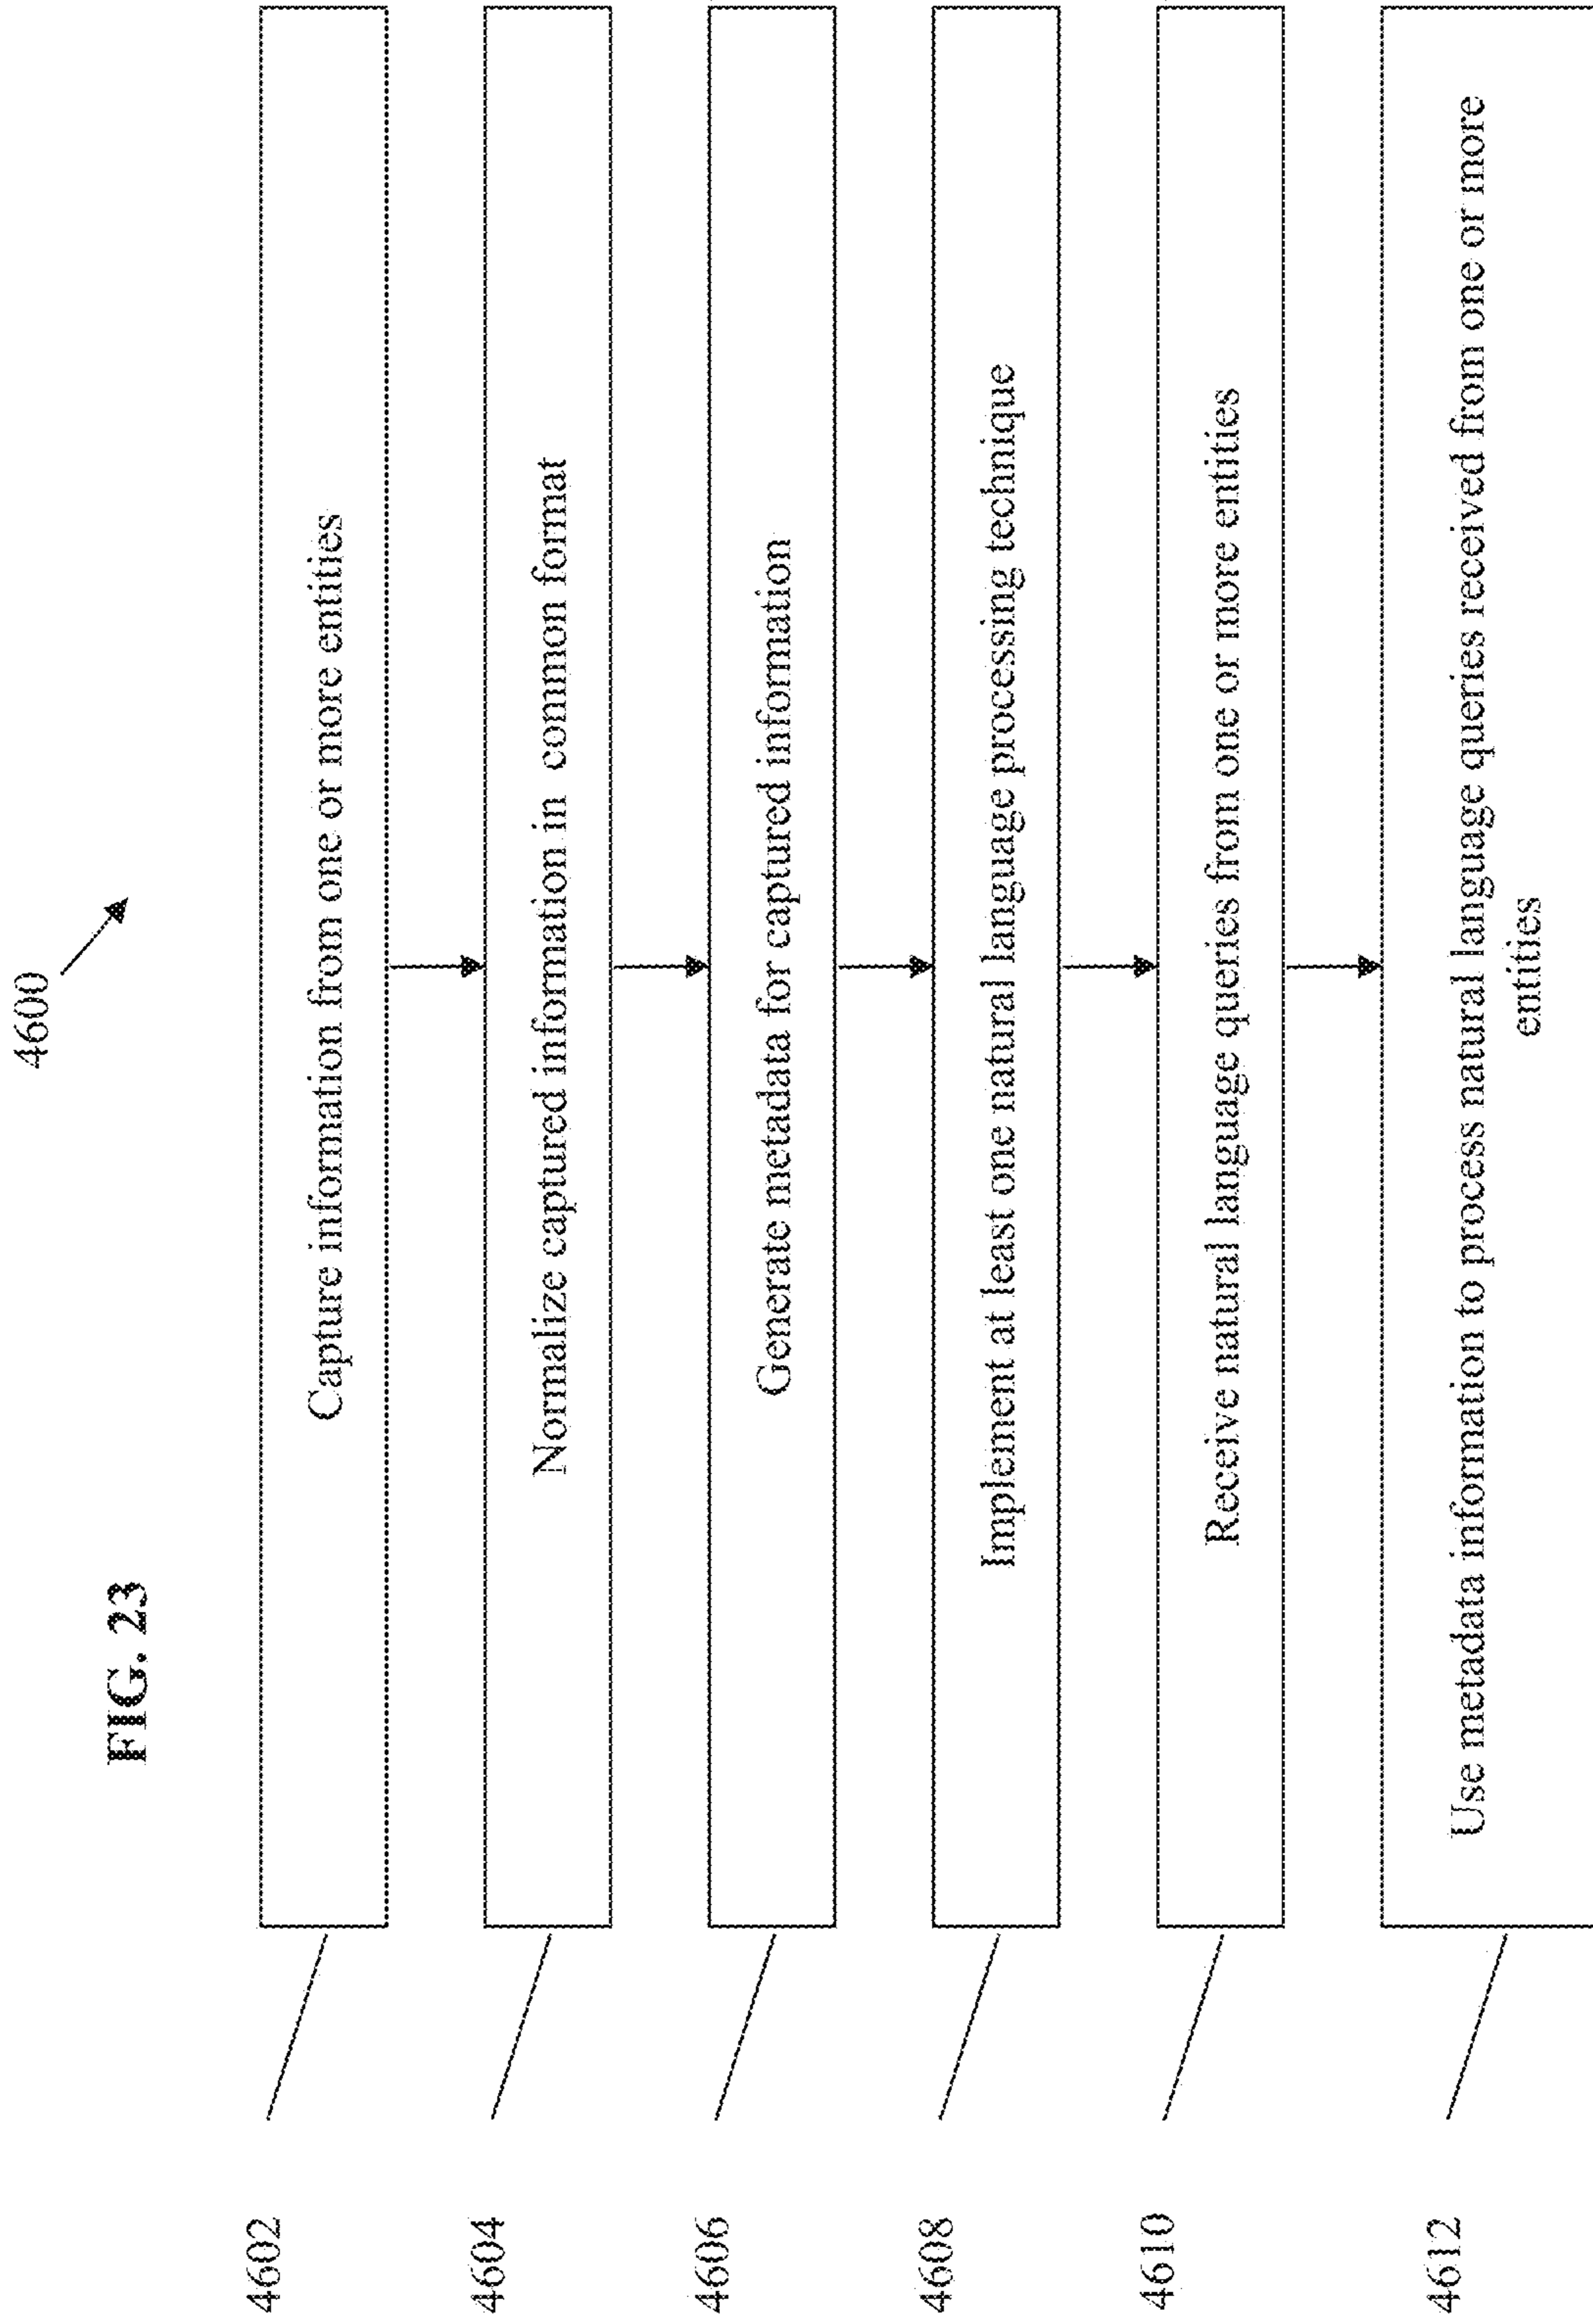 4600
FIG. 23
4602
Capture information from one or more entities
4604
Normalize captured information in common format
4606
Generate metadata for captured information
4608
Implement at least one natural language processing technique
4610
Receive natural language queries from one or more entities
4612
Use metadata information to process natural language queries received from one or more
entities